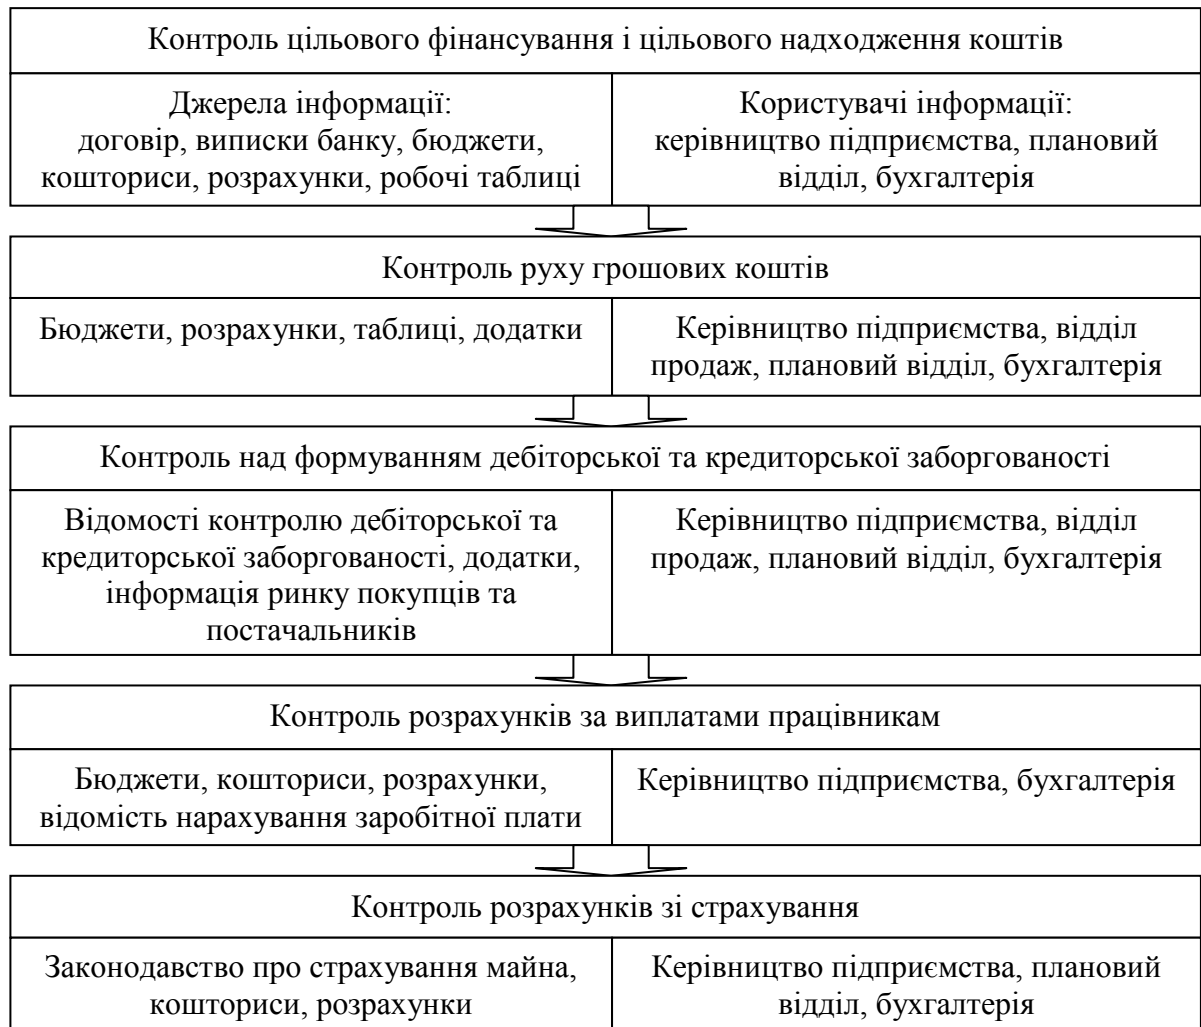 Контроль цільового фінансування і цільового надходження коштів
Джерела інформації:
договір, виписки банку, бюджети,
кошториси, розрахунки, робочі таблиці
Користувачі інформації:
керівництво підприємства, плановий
відділ, бухгалтерія
Контроль руху грошових коштів
Бюджети, розрахунки, таблиці, додатки
Керівництво підприємства, відділ
продаж, плановий відділ, бухгалтерія
Контроль над формуванням дебіторської та кредиторської заборгованості
Відомості контролю дебіторської та
кредиторської заборгованості, додатки,
інформація ринку покупців та
постачальників
Керівництво підприємства, відділ
продаж, плановий відділ, бухгалтерія
Контроль розрахунків за виплатами працівникам
Бюджети, кошториси, розрахунки,
відомість нарахування заробітної плати
Керівництво підприємства, бухгалтерія
Контроль розрахунків зі страхування
Законодавство про страхування майна,
кошториси, розрахунки
Керівництво підприємства, плановий
відділ, бухгалтерія